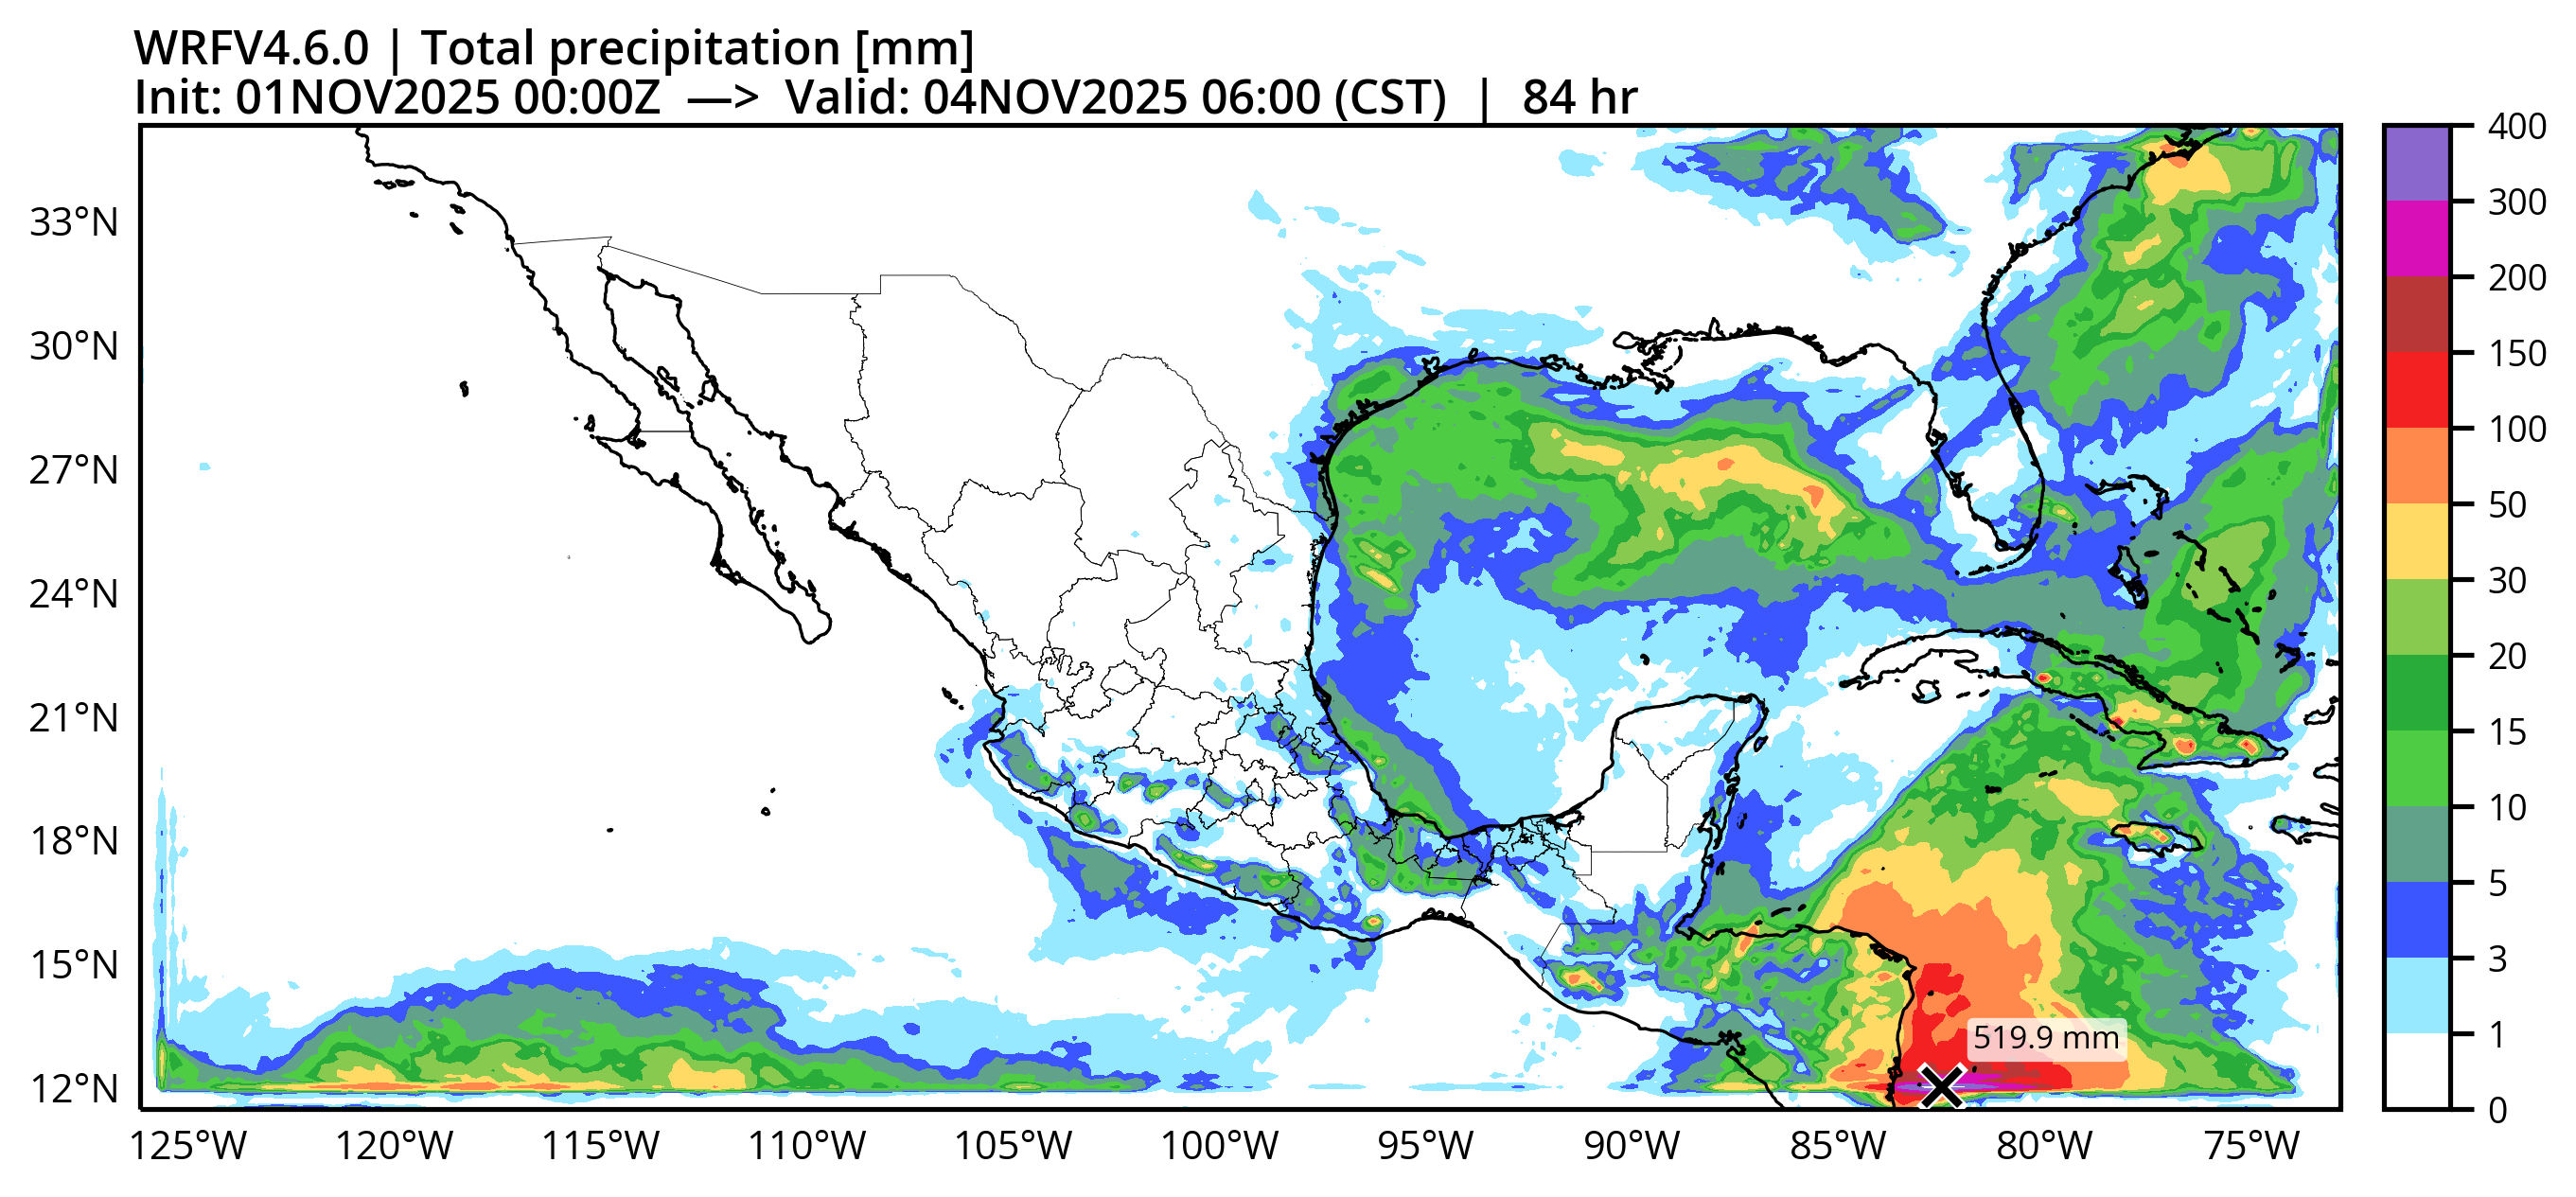 WRFV4.6.0 | Total precipitation [mm]
Init: 01NOV2025 00:00Z —> Valid: 04NOV2025 06:00 (CST) | 84 hr
33°N
30°N
27°N
24°N
21°N
18°N
15°N
12°N
519.9 mm
125°W 120°W 115°W 110°W 105°W 100°W 95°W 90°W 85°W 80°W 75°W
400
300
200
150
100
50
30
20
15
10
5
3
1
0